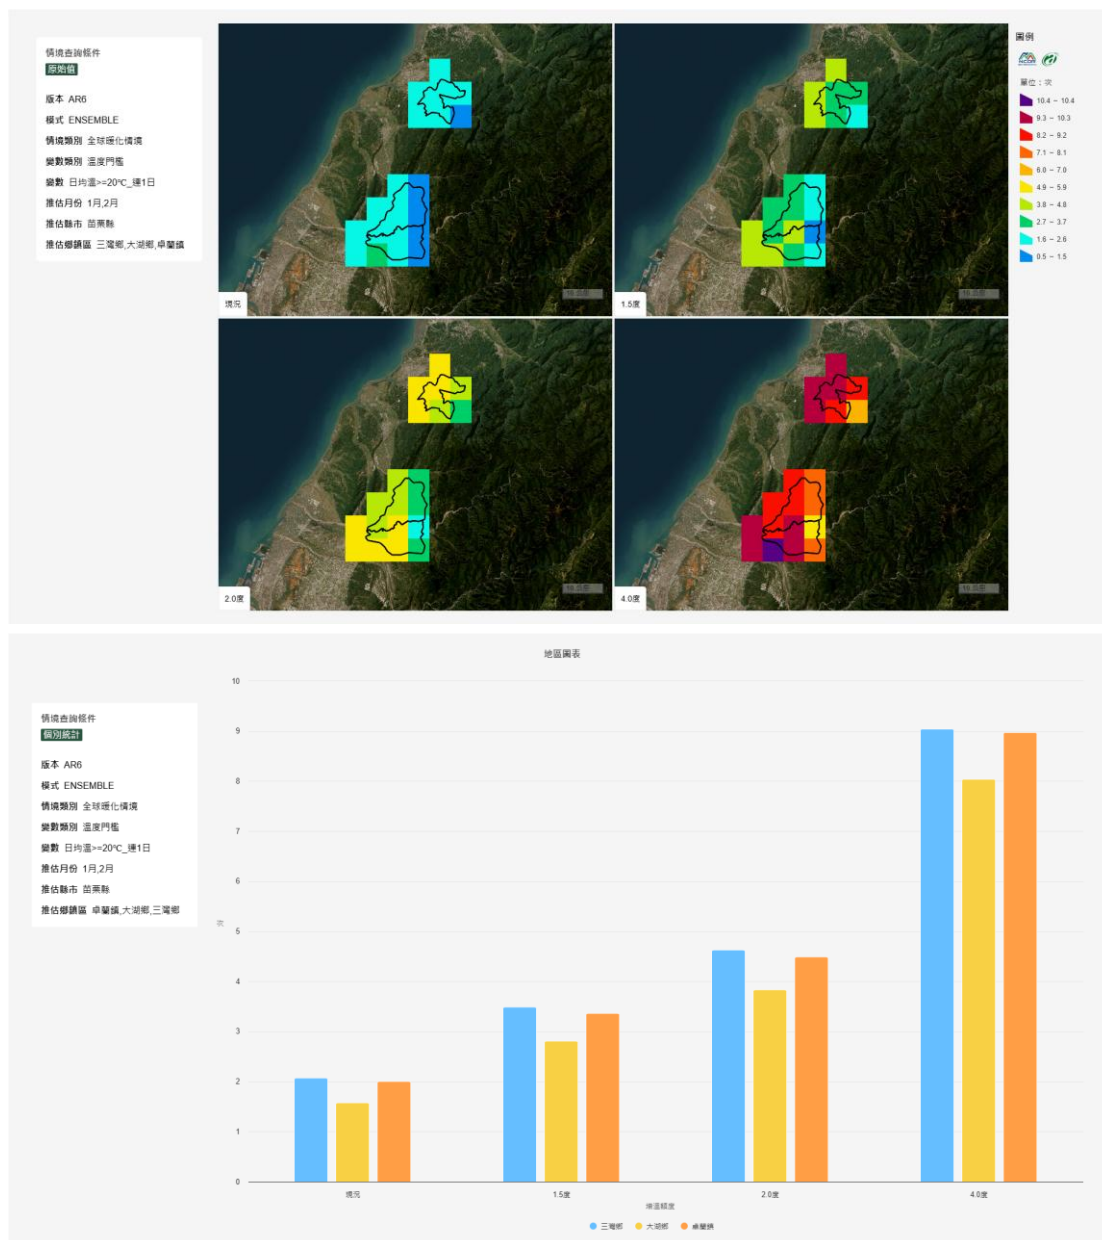 情境查詢條件
原始值
版本 AR6
模式 ENSEMBLE
情境類別 全球暖化情境
變數類別 溫度門檻
變數 日均溫>=20℃_連1日
推估月份 1月,2月
推估縣市 苗栗縣
推估鄉鎮區 三灣鄉,大湖鄉,卓蘭鎮
現況
1.5度
2.0度
4.0度
圖例
單位：次
10.4 – 10.4
9.3 – 10.3
8.2 – 9.2
7.1 – 8.1
6.0 – 7.0
4.9 – 5.9
3.8 – 4.8
2.7 – 3.7
1.6 – 2.6
0.5 – 1.5
地區圖表
情境查詢條件
個別統計
版本 AR6
模式 ENSEMBLE
情境類別 全球暖化情境
變數類別 溫度門檻
變數 日均溫>=20℃_連1日
推估月份 1月,2月
推估縣市 苗栗縣
推估鄉鎮區 卓蘭鎮,大湖鄉,三灣鄉
次
10
9
8
7
6
5
4
3
2
1
0
現況 1.5度 2.0度 4.0度
增溫幅度
三灣鄉 大湖鄉 卓蘭鎮